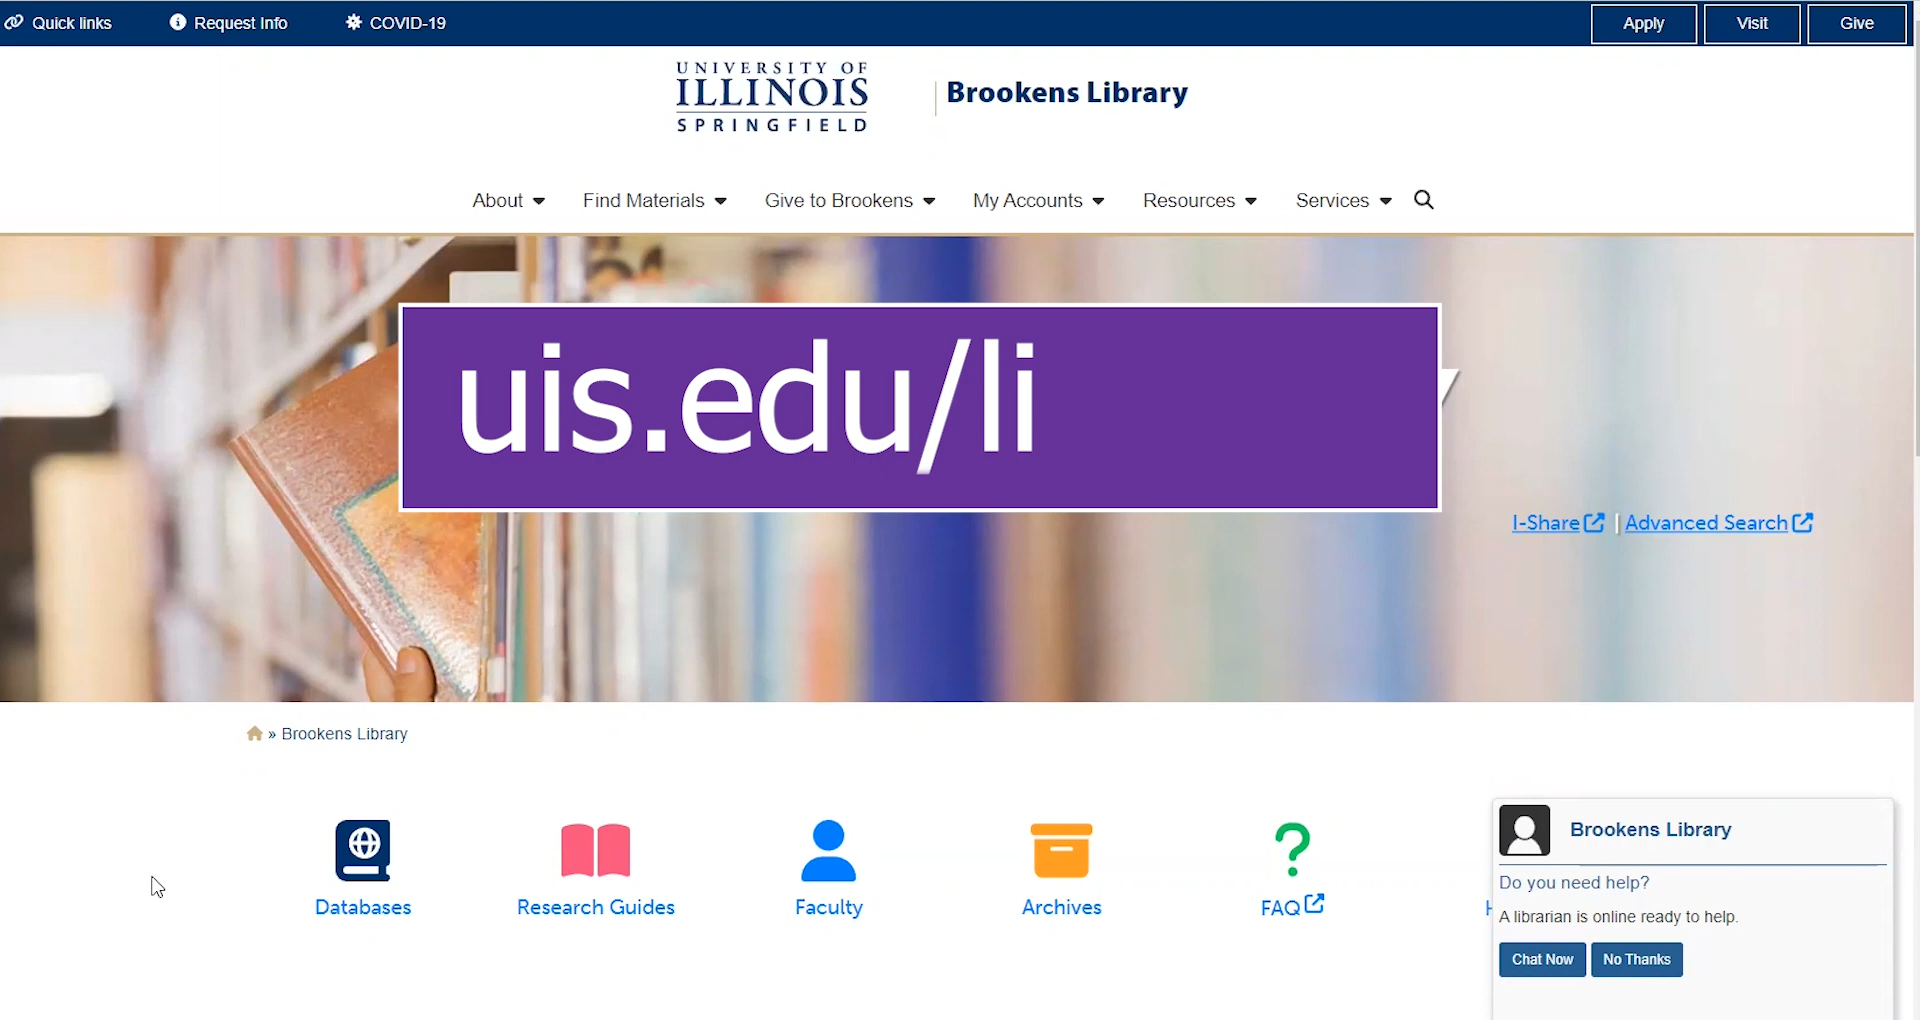 Quick links
Request Info
COVID-19
Apply
Visit
Give
UNIVERSITY OF
ILLINOIS
SPRINGFIELD
Brookens Library
About
Find Materials
Give to Brookens
My Accounts
Resources
Services
uis.edu/li
I-Share | Advanced Search
» Brookens Library
Databases
Research Guides
Faculty
Archives
FAQ
Brookens Library
Do you need help?
A librarian is online ready to help.
Chat Now
No Thanks